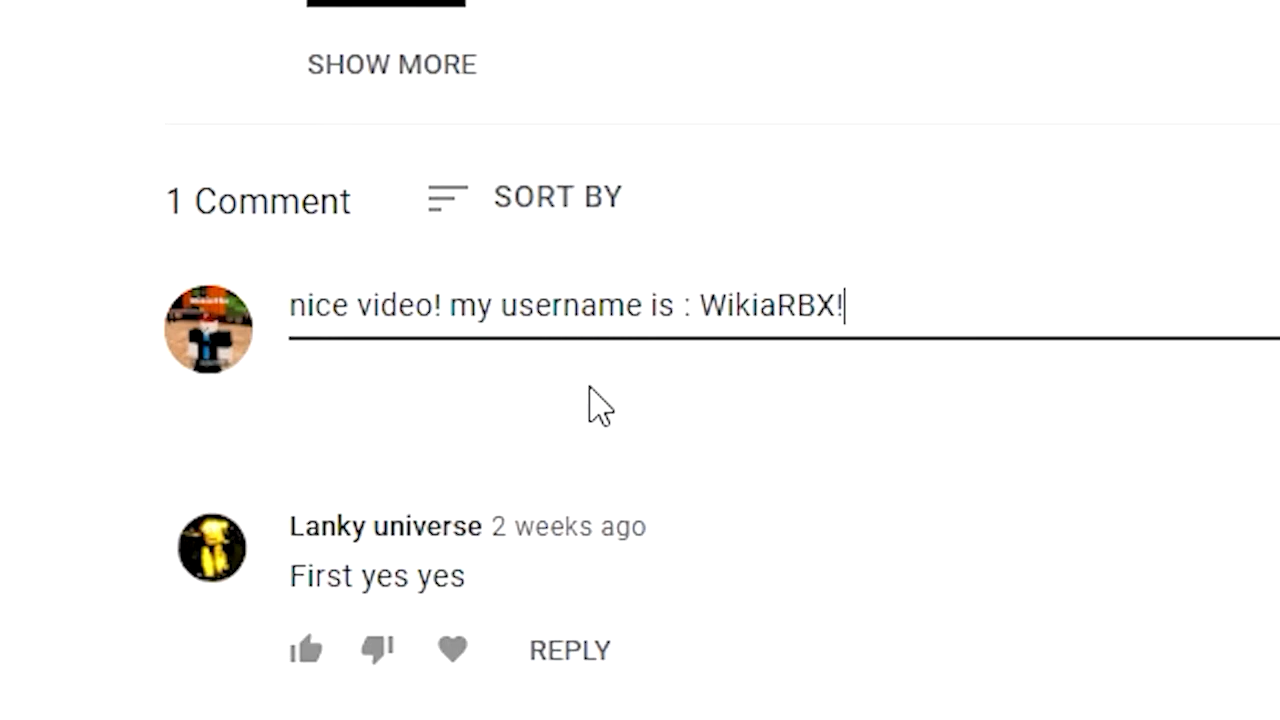 SHOW MORE
1 Comment
SORT BY
nice video! my username is : WikiaRBX!
Lanky universe 2 weeks ago
First yes yes
REPLY